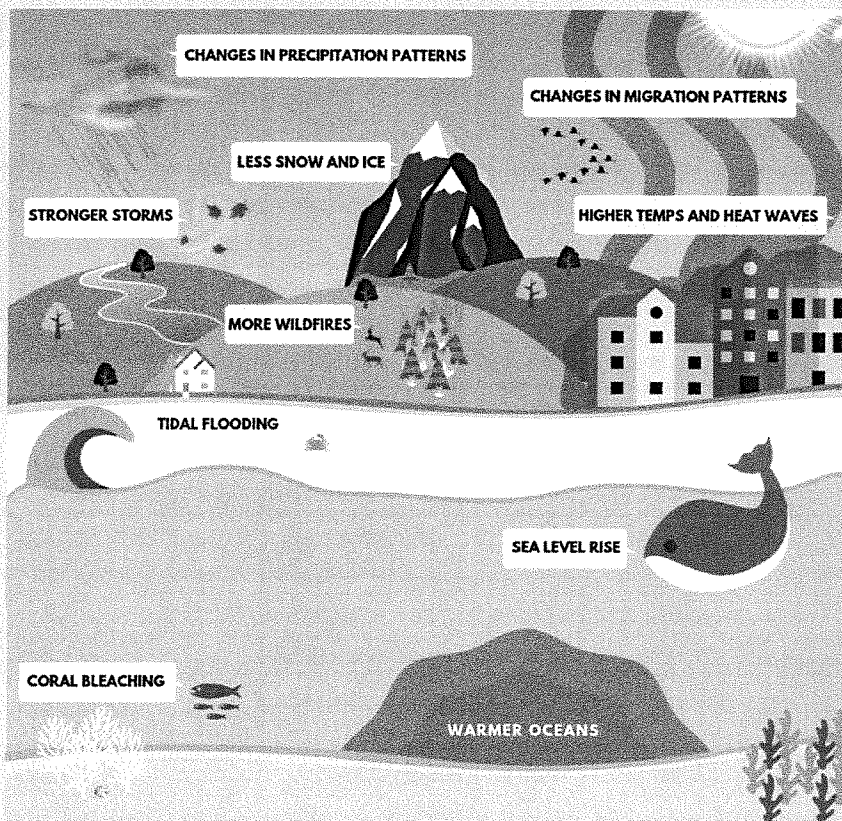 CHANGES IN PRECIPITATION PATTERNS
CHANGES IN MIGRATION PATTERNS
LESS SNOW AND ICE
STRONGER STORMS
HIGHER TEMPS AND HEAT WAVES
MORE WILDFIRES
TIDAL FLOODING
SEA LEVEL RISE
CORAL BLEACHING
WARMER OCEANS